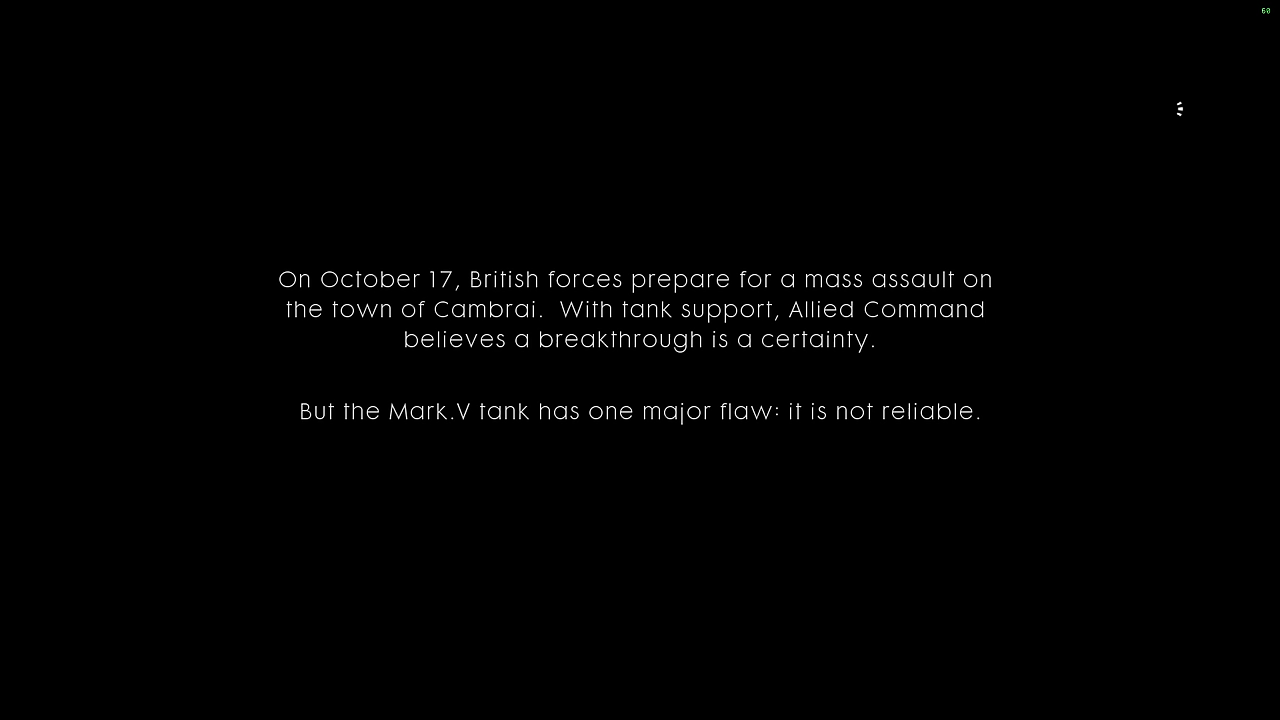 60
On October 17, British forces prepare for a mass assault on
the town of Cambrai.  With tank support, Allied Command
believes a breakthrough is a certainty.
But the Mark.V tank has one major flaw: it is not reliable.